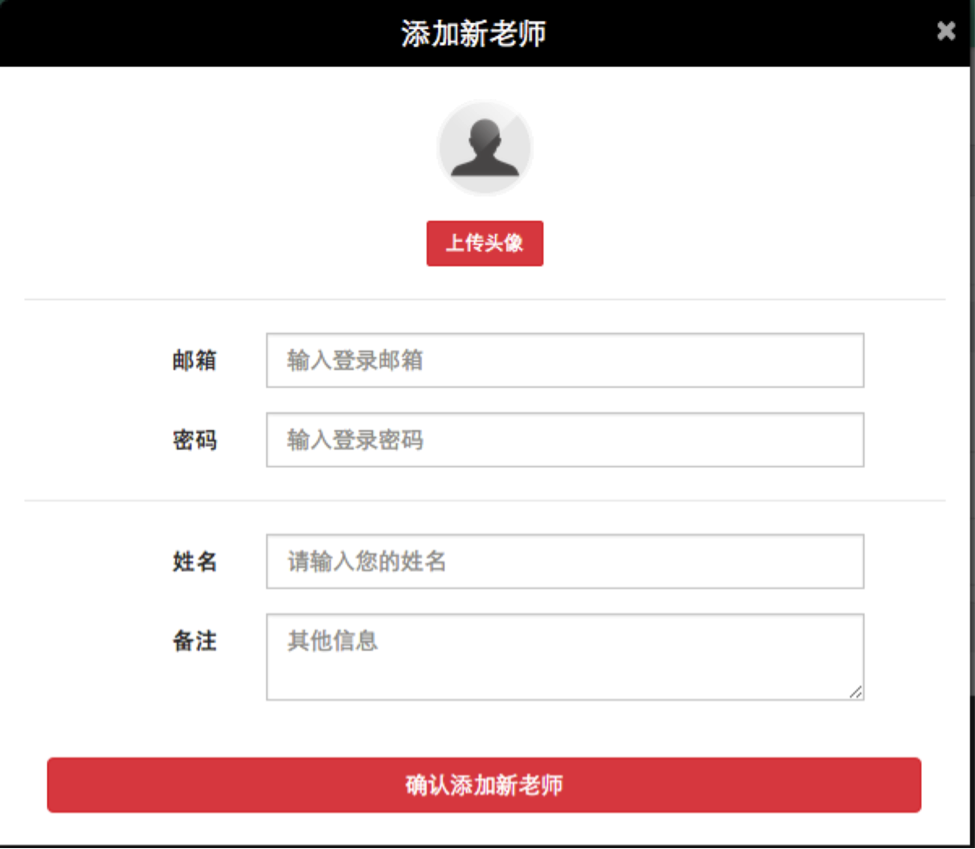 添加新老师
上传头像
邮箱 输入登录邮箱
密码 输入登录密码
姓名 请输入您的姓名
备注 其他信息
确认添加新老师